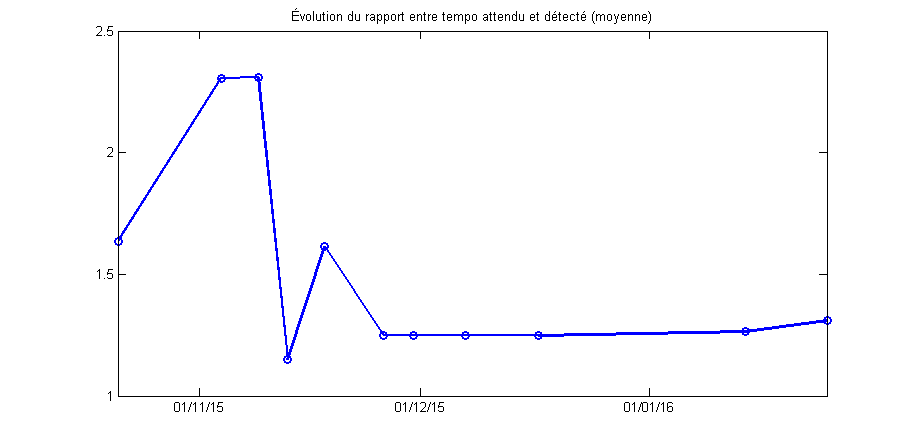 Évolution du rapport entre tempo attendu et détecté (moyenne)
2.5
2
1.5
1
01/11/15 01/12/15 01/01/16